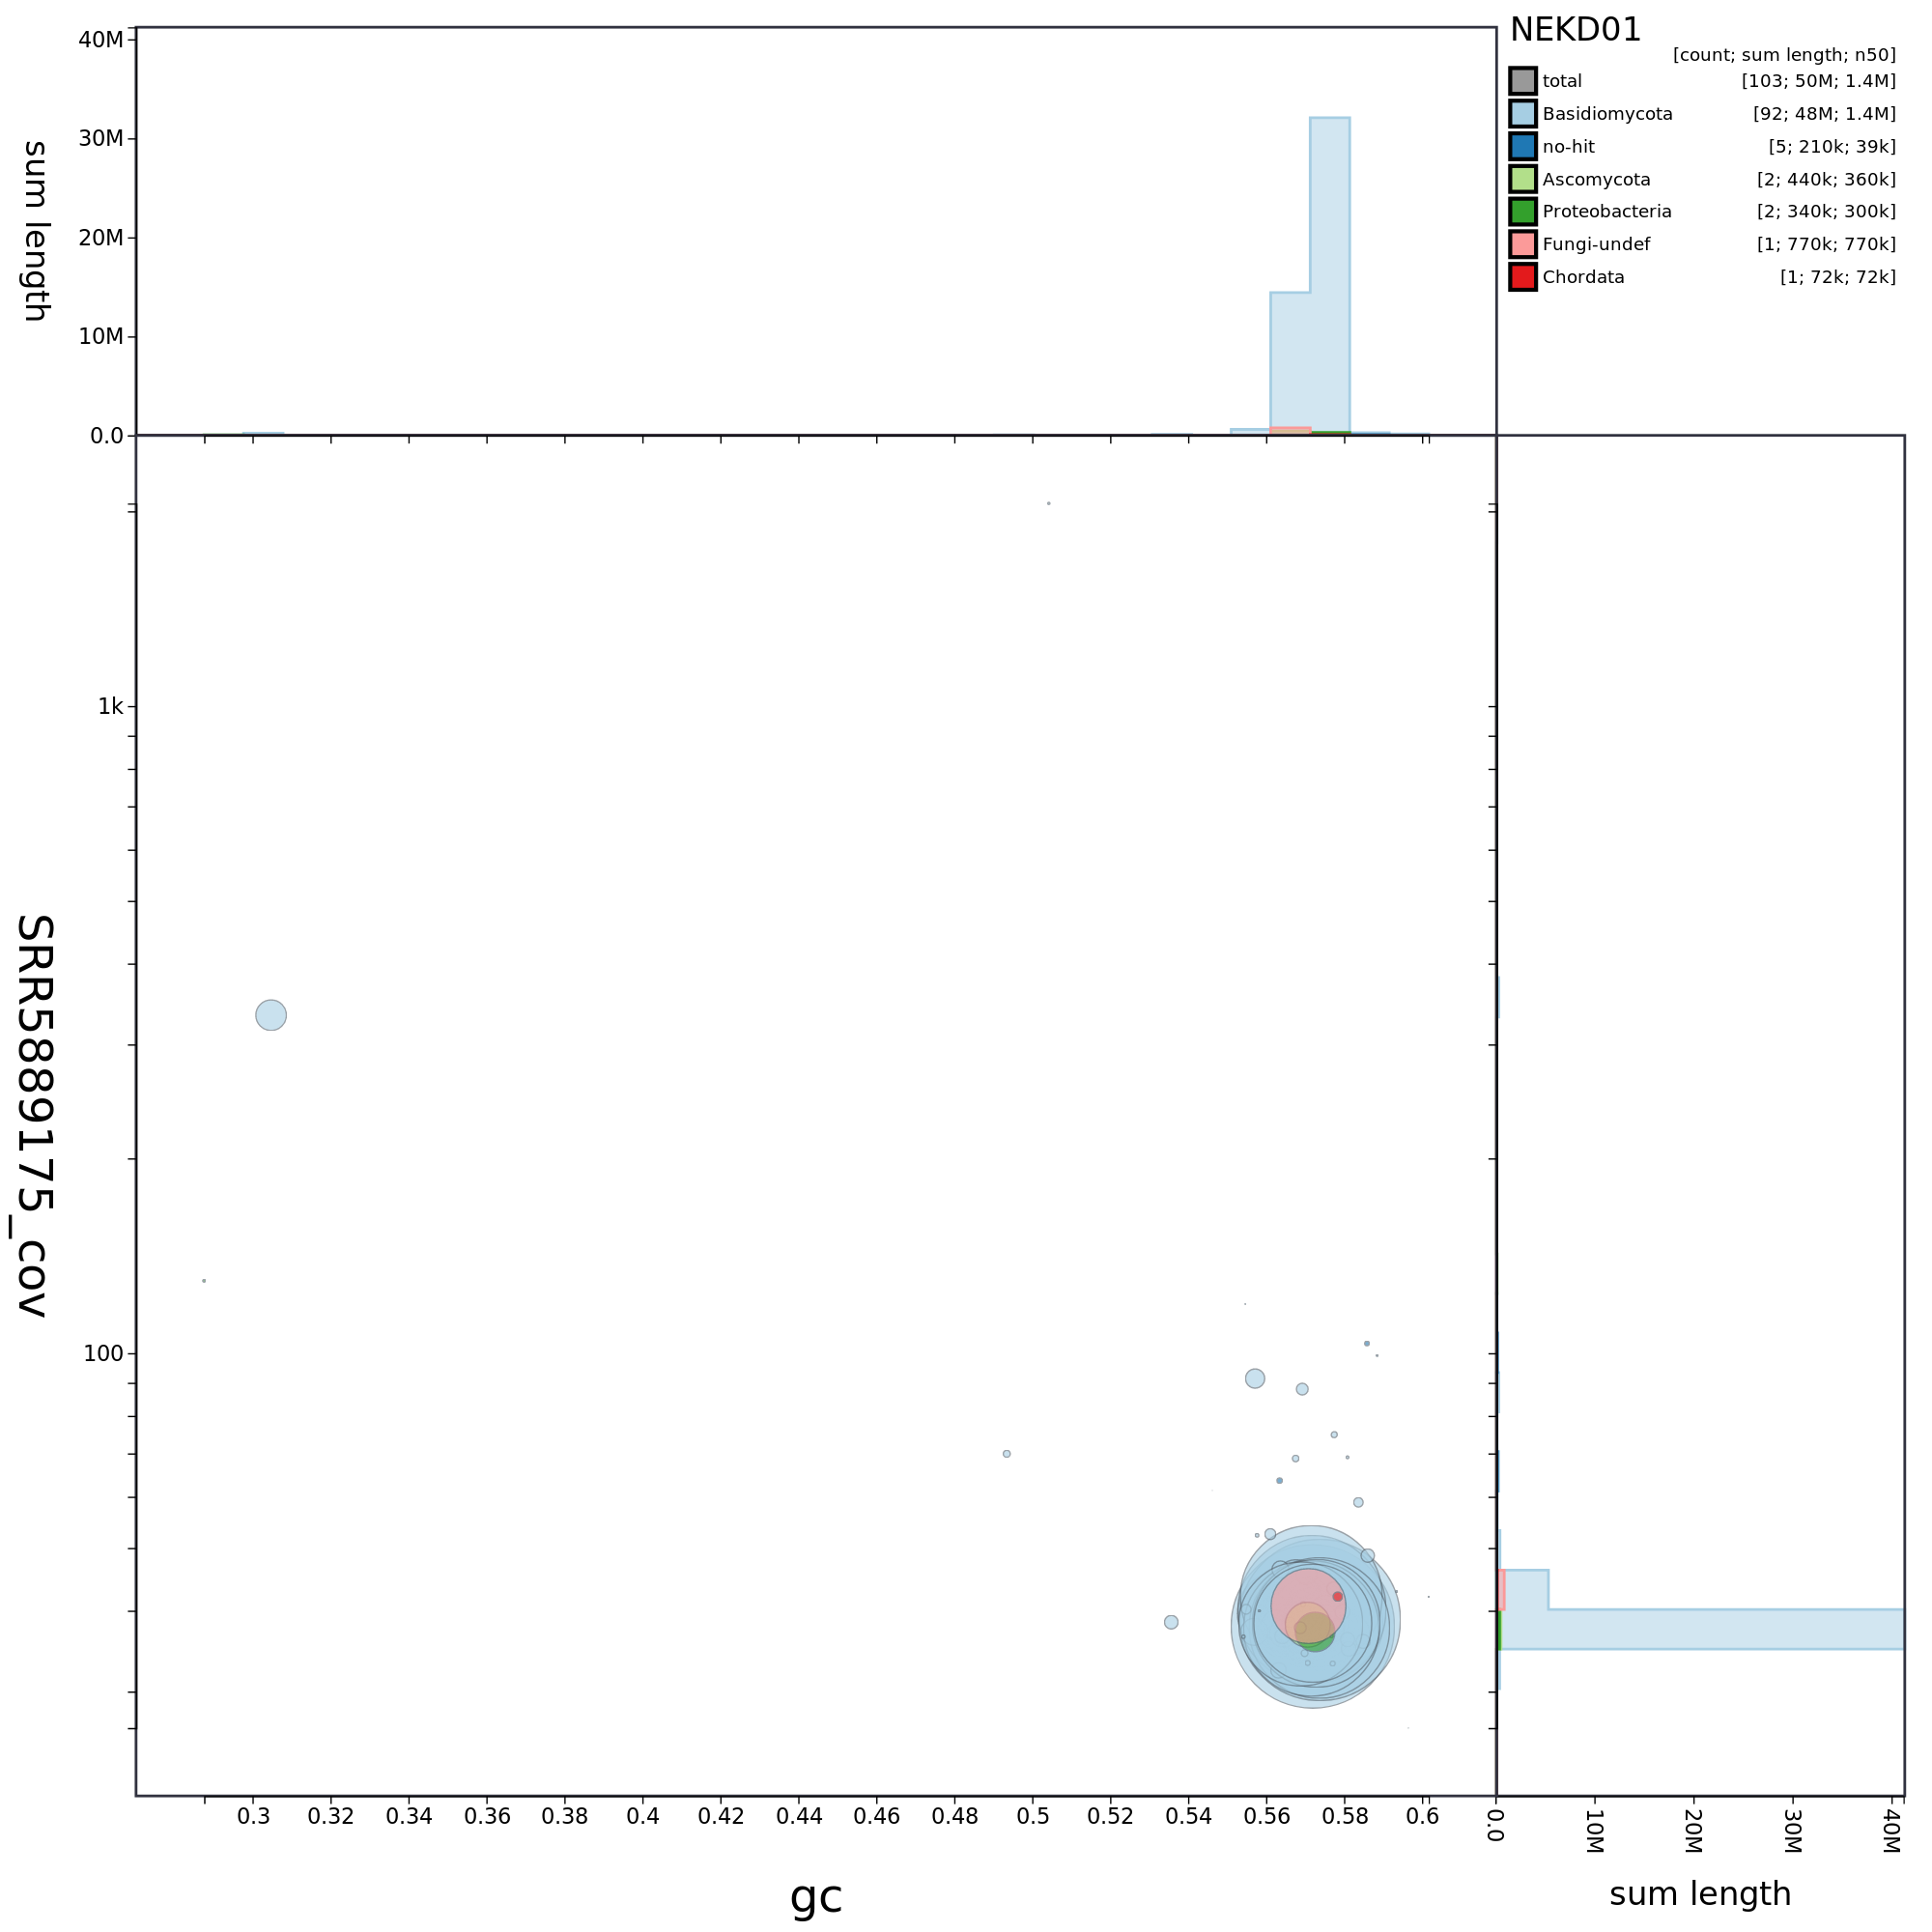 NEKD01
[count; sum length; n50]
total [103; 50M; 1.4M]
Basidiomycota [92; 48M; 1.4M]
no-hit [5; 210k; 39k]
Ascomycota [2; 440k; 360k]
Proteobacteria [2; 340k; 300k]
Fungi-undef [1; 770k; 770k]
Chordata [1; 72k; 72k]
sum length
40M
30M
20M
10M
0.0
SRR5889175_cov
1k
100
0.3 0.32 0.34 0.36 0.38 0.4 0.42 0.44 0.46 0.48 0.5 0.52 0.54 0.56 0.58 0.6
gc
0.0 10M 20M 30M 40M
sum length